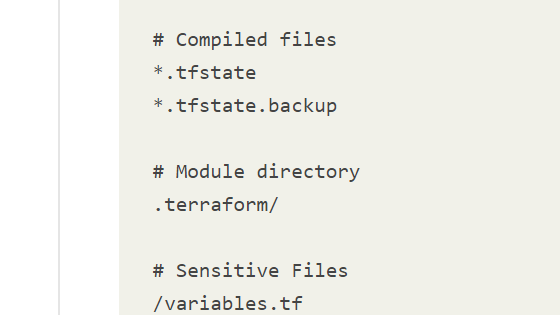 # Compiled files
*.tfstate
*.tfstate.backup
# Module directory
.terraform/
# Sensitive Files
/variables.tf